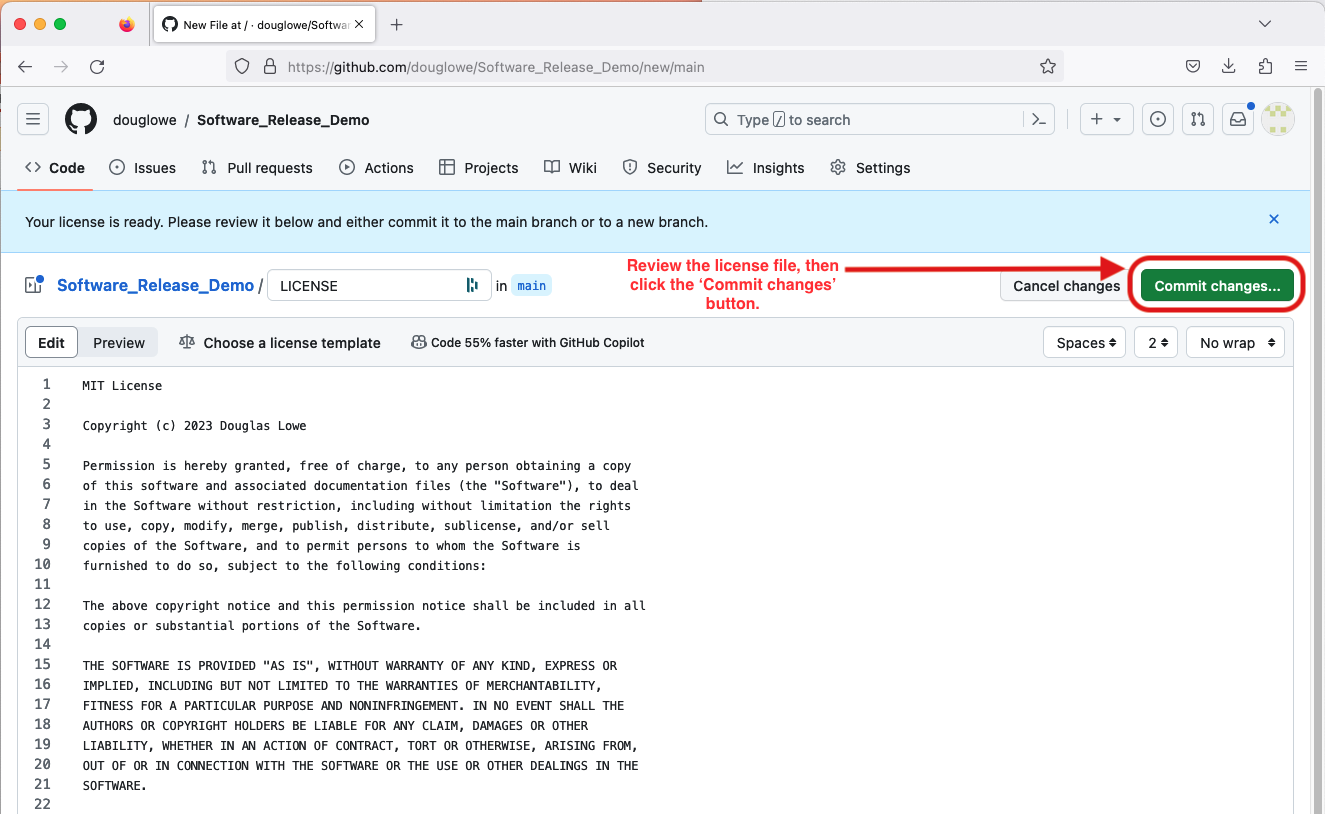 New File at / · douglowe/Softwar
https://github.com/douglowe/Software_Release_Demo/new/main
douglowe / Software_Release_Demo
Type / to search
Code Issues Pull requests Actions Projects Wiki Security Insights Settings
Your license is ready. Please review it below and either commit it to the main branch or to a new branch.
Software_Release_Demo / LICENSE in main
Review the license file, then
click the ‘Commit changes’
button.
Cancel changes Commit changes...
Edit Preview Choose a license template Code 55% faster with GitHub Copilot Spaces 2 No wrap
1 MIT License
2
3 Copyright (c) 2023 Douglas Lowe
4
5 Permission is hereby granted, free of charge, to any person obtaining a copy
6 of this software and associated documentation files (the "Software"), to deal
7 in the Software without restriction, including without limitation the rights
8 to use, copy, modify, merge, publish, distribute, sublicense, and/or sell
9 copies of the Software, and to permit persons to whom the Software is
10 furnished to do so, subject to the following conditions:
11
12 The above copyright notice and this permission notice shall be included in all
13 copies or substantial portions of the Software.
14
15 THE SOFTWARE IS PROVIDED "AS IS", WITHOUT WARRANTY OF ANY KIND, EXPRESS OR
16 IMPLIED, INCLUDING BUT NOT LIMITED TO THE WARRANTIES OF MERCHANTABILITY,
17 FITNESS FOR A PARTICULAR PURPOSE AND NONINFRINGEMENT. IN NO EVENT SHALL THE
18 AUTHORS OR COPYRIGHT HOLDERS BE LIABLE FOR ANY CLAIM, DAMAGES OR OTHER
19 LIABILITY, WHETHER IN AN ACTION OF CONTRACT, TORT OR OTHERWISE, ARISING FROM,
20 OUT OF OR IN CONNECTION WITH THE SOFTWARE OR THE USE OR OTHER DEALINGS IN THE
21 SOFTWARE.
22